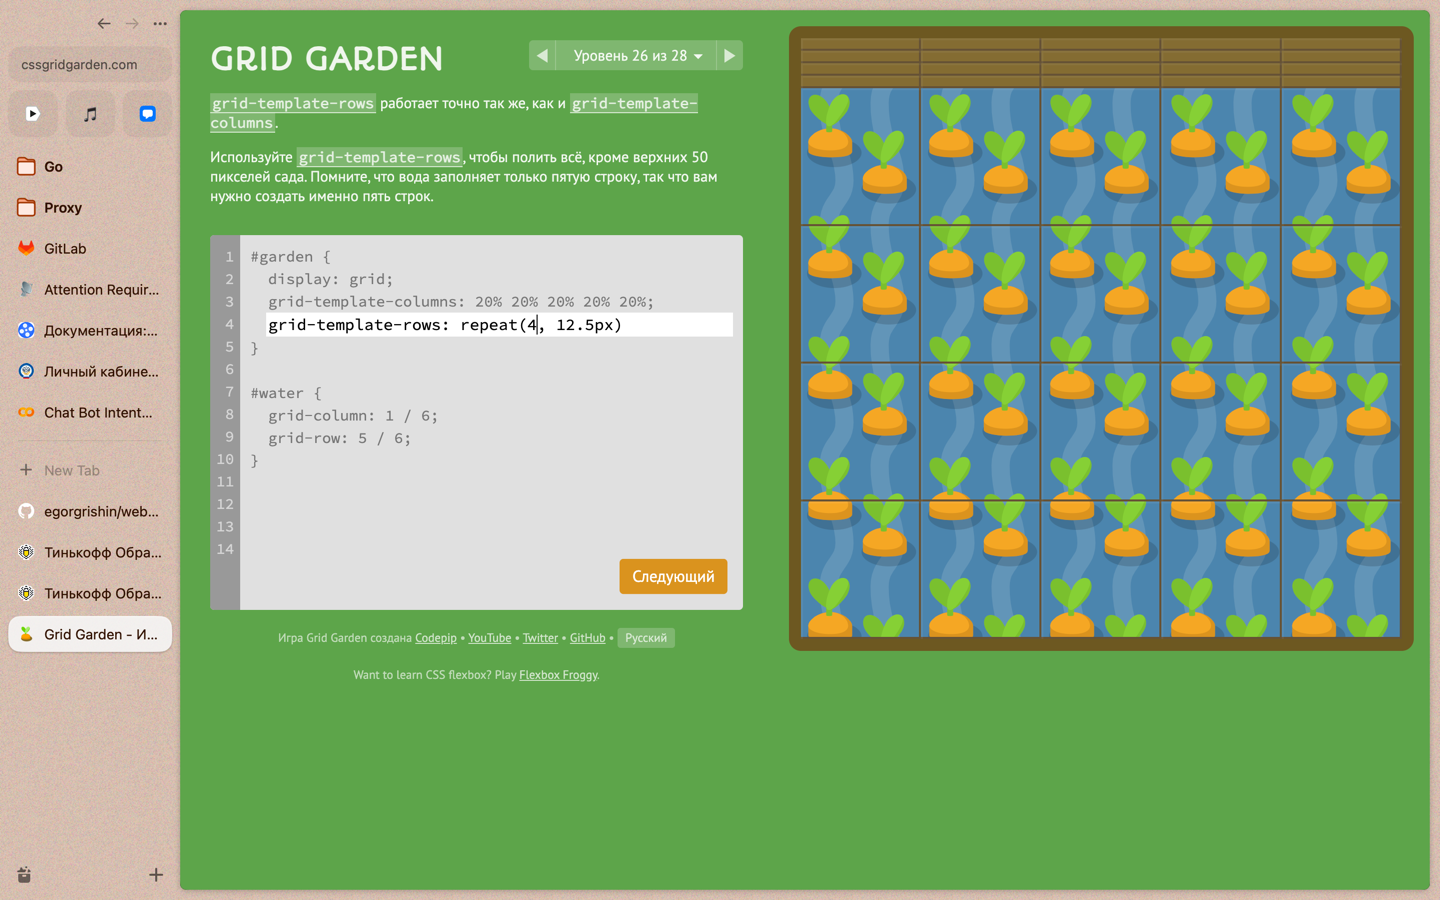 cssgridgarden.com
Go
Proxy
GitLab
Attention Requir...
Документация:...
Личный кабине...
Chat Bot Intent...
New Tab
egorgrishin/web...
Тинькофф Обра...
Тинькофф Обра...
Grid Garden - И...
GRID GARDEN
Уровень 26 из 28
grid-template-rows работает точно так же, как и grid-template-
columns.
Используйте grid-template-rows, чтобы полить всё, кроме верхних 50
пикселей сада. Помните, что вода заполняет только пятую строку, так что вам
нужно создать именно пять строк.
1 #garden {
2 display: grid;
3 grid-template-columns: 20% 20% 20% 20% 20%;
4 grid-template-rows: repeat(4, 12.5px)
5 }
6
7 #water {
8 grid-column: 1 / 6;
9 grid-row: 5 / 6;
10 }
11
12
13
14
Следующий
Игра Grid Garden создана Codepip • YouTube • Twitter • GitHub • Русский
Want to learn CSS flexbox? Play Flexbox Froggy.